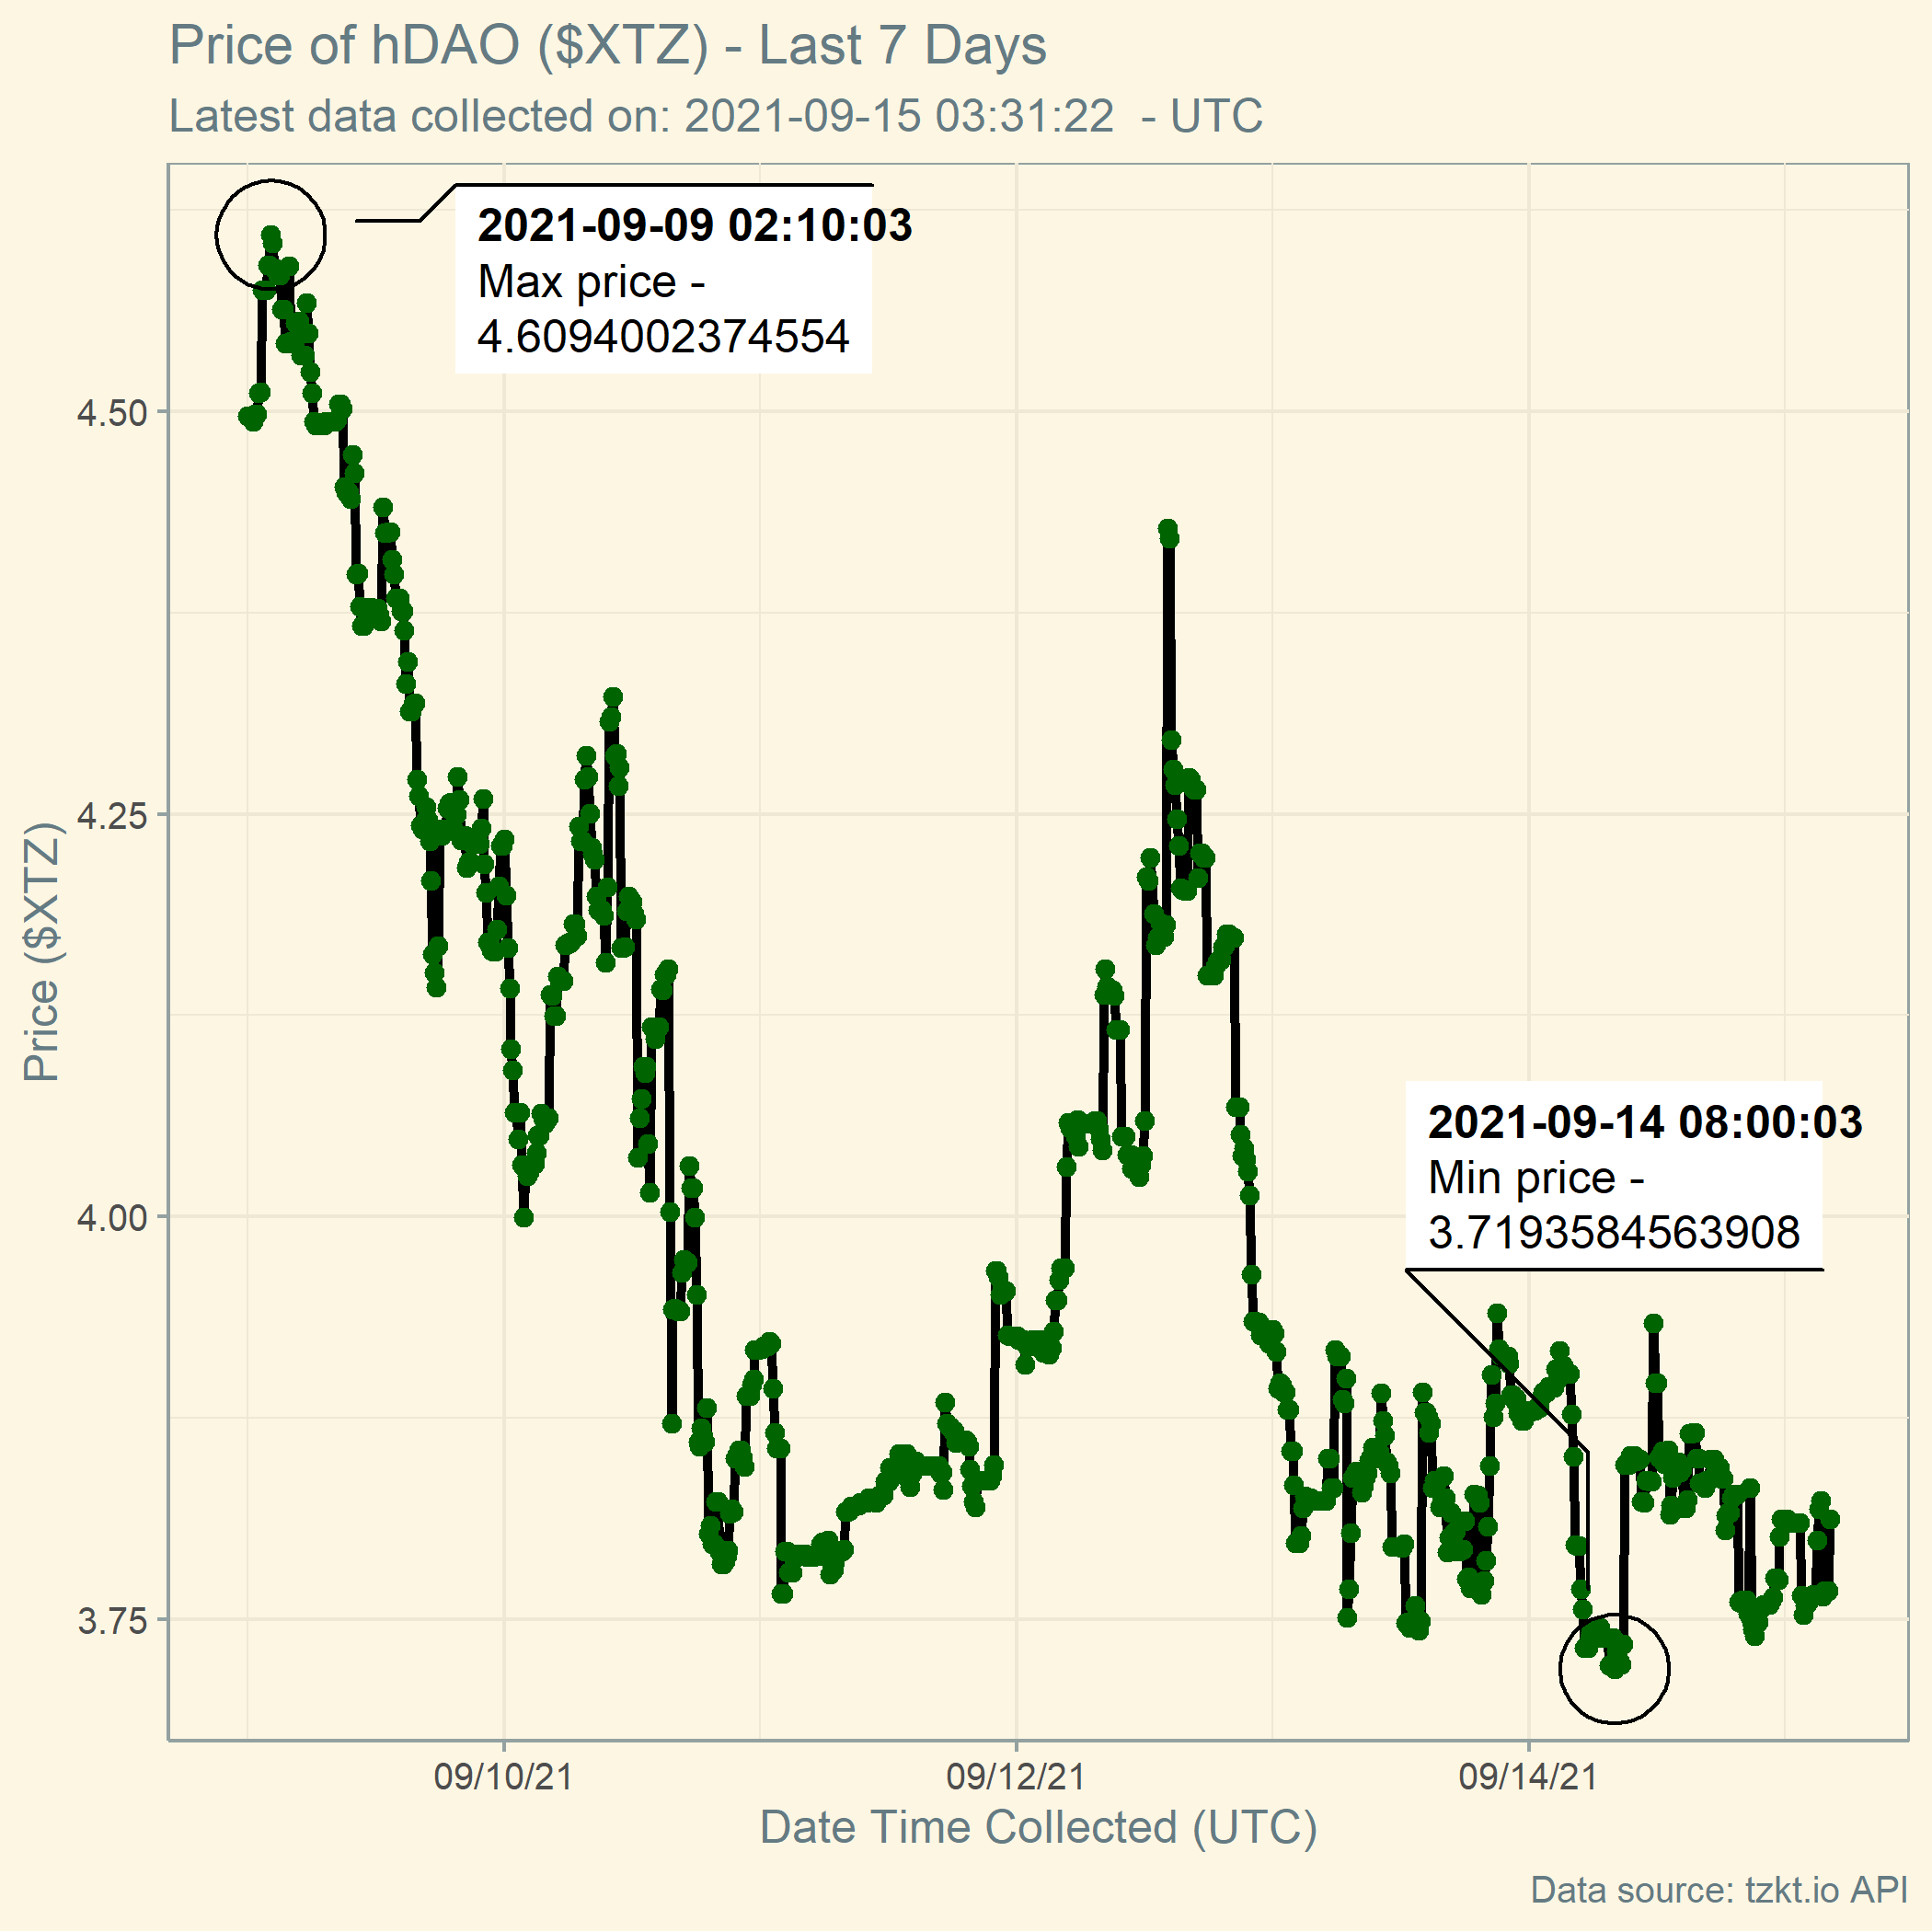 Price of hDAO ($XTZ) - Last 7 Days
Latest data collected on: 2021-09-15 03:31:22  - UTC
2021-09-09 02:10:03
Max price -
4.6094002374554
4.50
4.25
Price ($XTZ)
2021-09-14 08:00:03
Min price -
3.7193584563908
4.00
3.75
09/10/21
09/12/21
09/14/21
Date Time Collected (UTC)
Data source: tzkt.io API